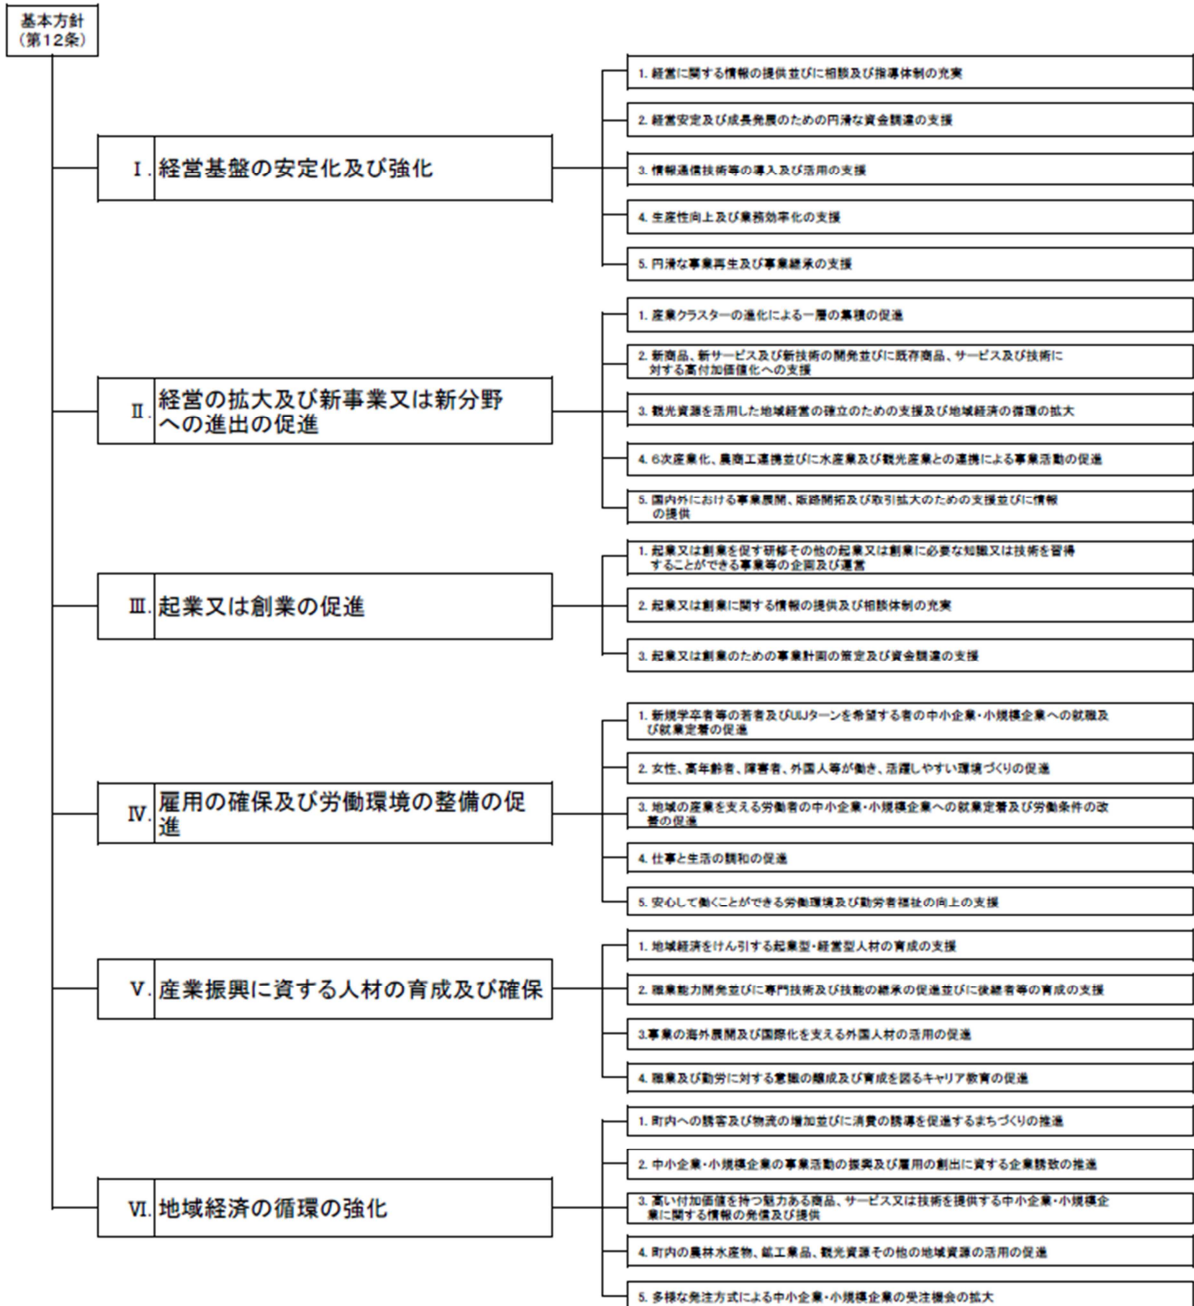 基本方針
(第12条)
Ⅰ. 経営基盤の安定化及び強化
1. 経営に関する情報の提供並びに相談及び指導体制の充実
2. 経営安定及び成長発展のための円滑な資金調達の支援
3. 情報通信技術等の導入及び活用の支援
4. 生産性向上及び業務効率化の支援
5. 円滑な事業再生及び事業継承の支援
Ⅱ. 経営の拡大及び新事業又は新分野
への進出の促進
1. 産業クラスターの進化による一層の集積の促進
2. 新商品、新サービス及び新技術の開発並びに既存商品、サービス及び技術に
対する高付加価値化への支援
3. 観光資源を活用した地域経営の確立のための支援及び地域経済の循環の拡大
4. 6次産業化、農商工連携並びに水産業及び観光産業との連携による事業活動の促進
5. 国内外における事業展開、販路開拓及び取引拡大のための支援並びに情報
の提供
Ⅲ. 起業又は創業の促進
1. 起業又は創業を促す研修その他の起業又は創業に必要な知識又は技術を習得
することができる事業等の企画及び運営
2. 起業又は創業に関する情報の提供及び相談体制の充実
3. 起業又は創業のための事業計画の策定及び資金調達の支援
Ⅳ. 雇用の確保及び労働環境の整備の促
進
1. 新規学卒者等の若者及びUIJターンを希望する者の中小企業・小規模企業への就職及
び就業定着の促進
2. 女性、高年齢者、障害者、外国人等が働き、活躍しやすい環境づくりの促進
3. 地域の産業を支える労働者の中小企業・小規模企業への就業定着及び労働条件の改
善の促進
4. 仕事と生活の調和の促進
5. 安心して働くことができる労働環境及び勤労者福祉の向上の支援
Ⅴ. 産業振興に資する人材の育成及び確保
1. 地域経済をけん引する起業型・経営型人材の育成の支援
2. 職業能力開発並びに専門技術及び技能の継承の促進並びに後継者等の育成の支援
3.事業の海外展開及び国際化を支える外国人材の活用の促進
4. 職業及び勤労に対する意識の醸成及び育成を図るキャリア教育の促進
Ⅵ. 地域経済の循環の強化
1. 町内への誘客及び物流の増加並びに消費の誘導を促進するまちづくりの推進
2. 中小企業・小規模企業の事業活動の振興及び雇用の創出に資する企業誘致の推進
3. 高い付加価値を持つ魅力ある商品、サービス又は技術を提供する中小企業・小規模企
業に関する情報の発信及び提供
4. 町内の農林水産物、鉱工業品、観光資源その他の地域資源の活用の促進
5. 多様な発注方式による中小企業・小規模企業の受注機会の拡大